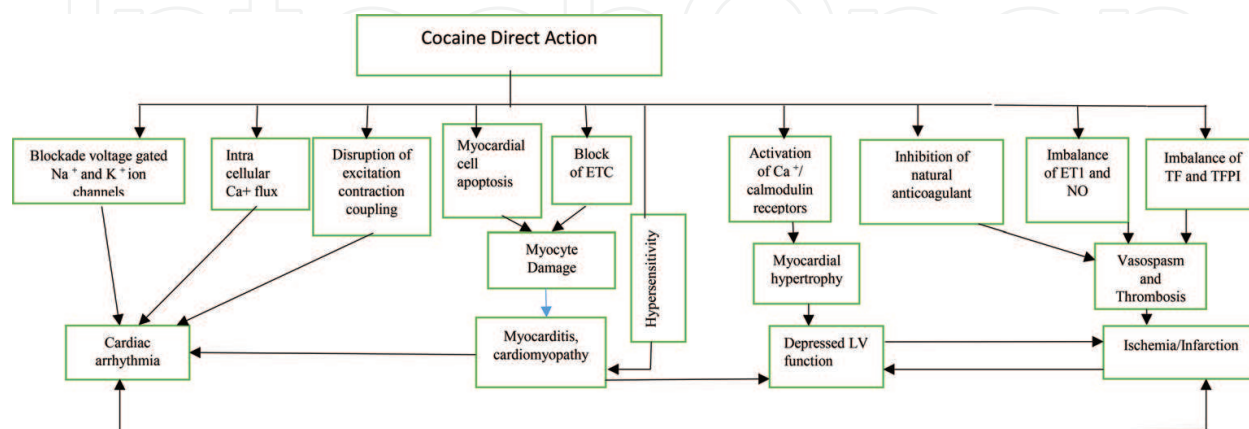 Cocaine Direct Action
Blockade voltage gated
Na + and K + ion
channels
Intra
cellular
Ca+ flux
Disruption of
excitation contraction
coupling
Myocardial
cell
apoptosis
Block
of ETC
Hypersensitivity
Activation
of Ca +/
calmodulin
receptors
Inhibition of
natural
anticoagulant
Imbalance
of ET1 and
NO
Imbalance of
TF and TFPI
Myocyte
Damage
Myocardial
hypertrophy
Vasospasm
and
Thrombosis
Cardiac
arrhythmia
Myocarditis,
cardiomyopathy
Depressed LV
function
Ischemia/Infarction